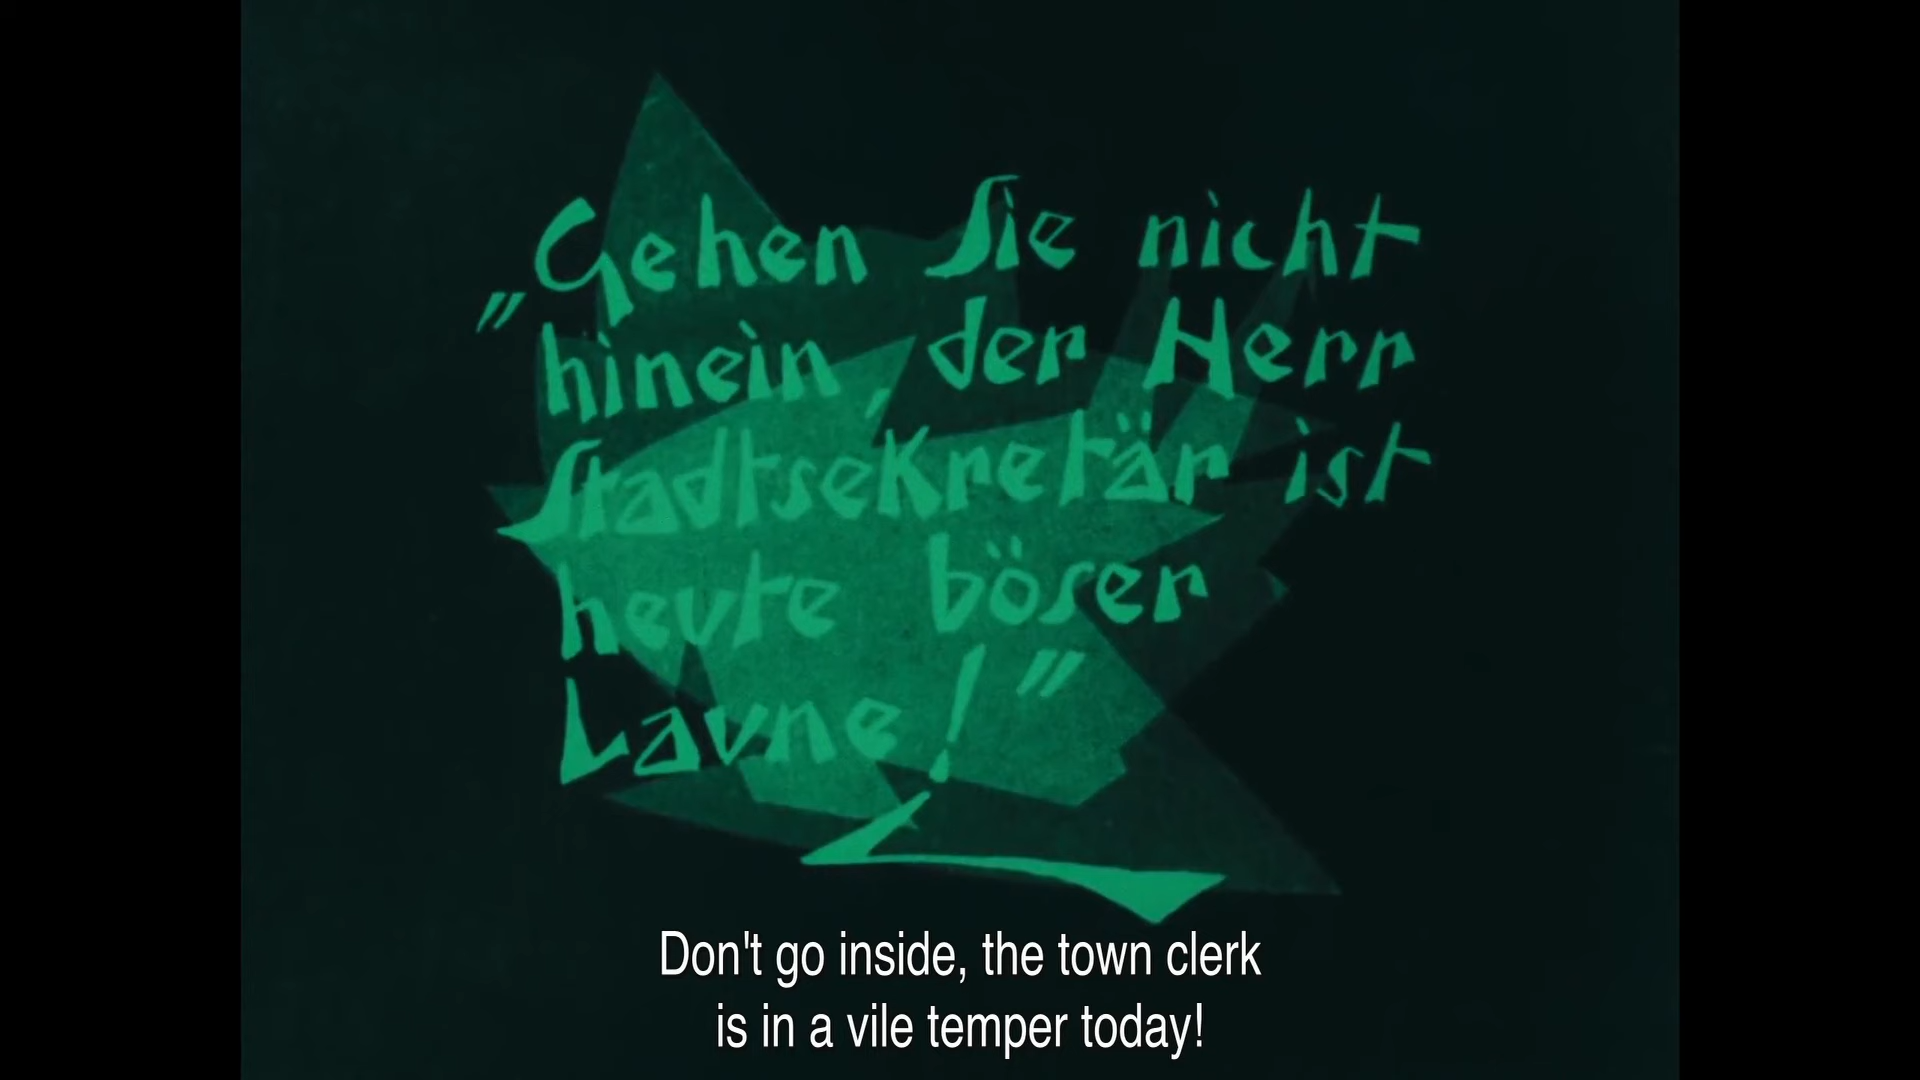 „Gehen Sie nicht
hinein, der Herr
Stadtsekretär ist
heute böser
Laune!”
Don't go inside, the town clerk
is in a vile temper today!